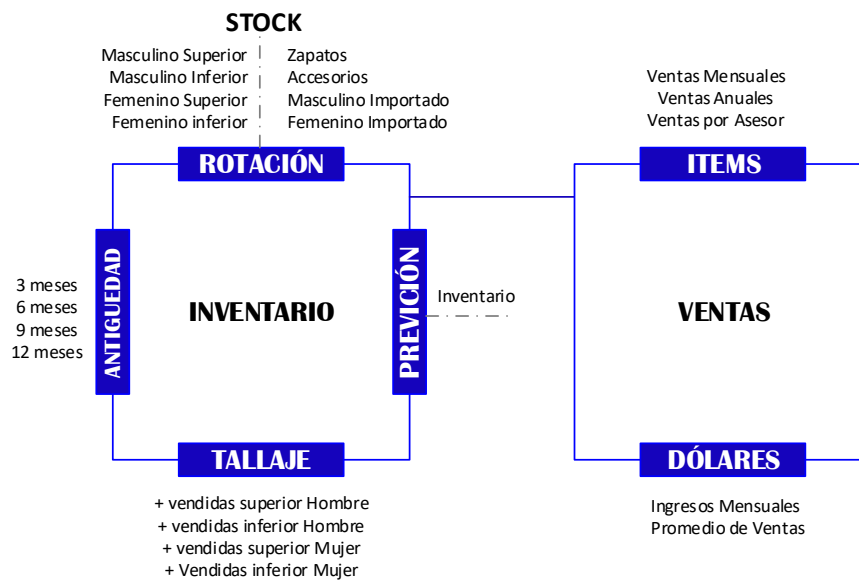 STOCK
Masculino Superior
Masculino Inferior
Femenino Superior
Femenino inferior
Zapatos
Accesorios
Masculino Importado
Femenino Importado
ROTACIÓN
ANTIGUEDAD
3 meses
6 meses
9 meses
12 meses
INVENTARIO
PREVICIÓN
Inventario
TALLAJE
+ vendidas superior Hombre
+ vendidas inferior Hombre
+ vendidas superior Mujer
+ Vendidas inferior Mujer
Ventas Mensuales
Ventas Anuales
Ventas por Asesor
ITEMS
VENTAS
DÓLARES
Ingresos Mensuales
Promedio de Ventas